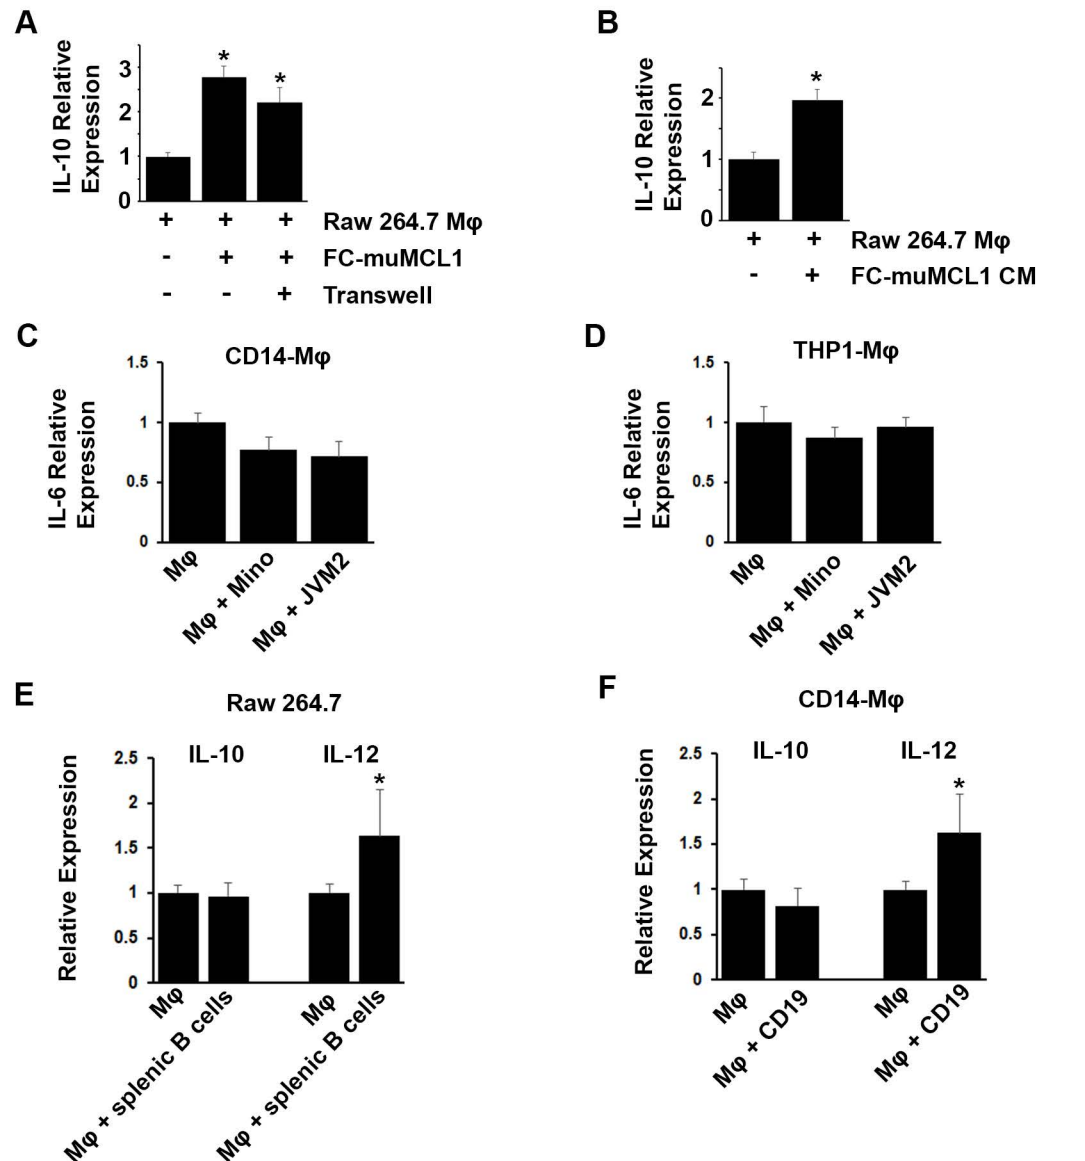 A
IL-10 Relative
Expression
3
2
1
0
*
*
+ + + Raw 264.7 Mφ
- + + FC-muMCL1
- - + Transwell
B
IL-10 Relative
Expression
2
1
0
*
+ + Raw 264.7 Mφ
- + FC-muMCL1 CM
C
CD14-Mφ
IL-6 Relative
Expression
1.5
1
0.5
0
Mφ
Mφ + Mino
Mφ + JVM2
D
THP1-Mφ
IL-6 Relative
Expression
1.5
1
0.5
0
Mφ
Mφ + Mino
Mφ + JVM2
E
Raw 264.7
IL-10
IL-12
Relative Expression
2.5
2
1.5
1
0.5
0
*
Mφ
Mφ + splenic B cells
Mφ
Mφ + splenic B cells
F
CD14-Mφ
IL-10
IL-12
Relative Expression
2.5
2
1.5
1
0.5
0
*
Mφ
Mφ + CD19
Mφ
Mφ + CD19